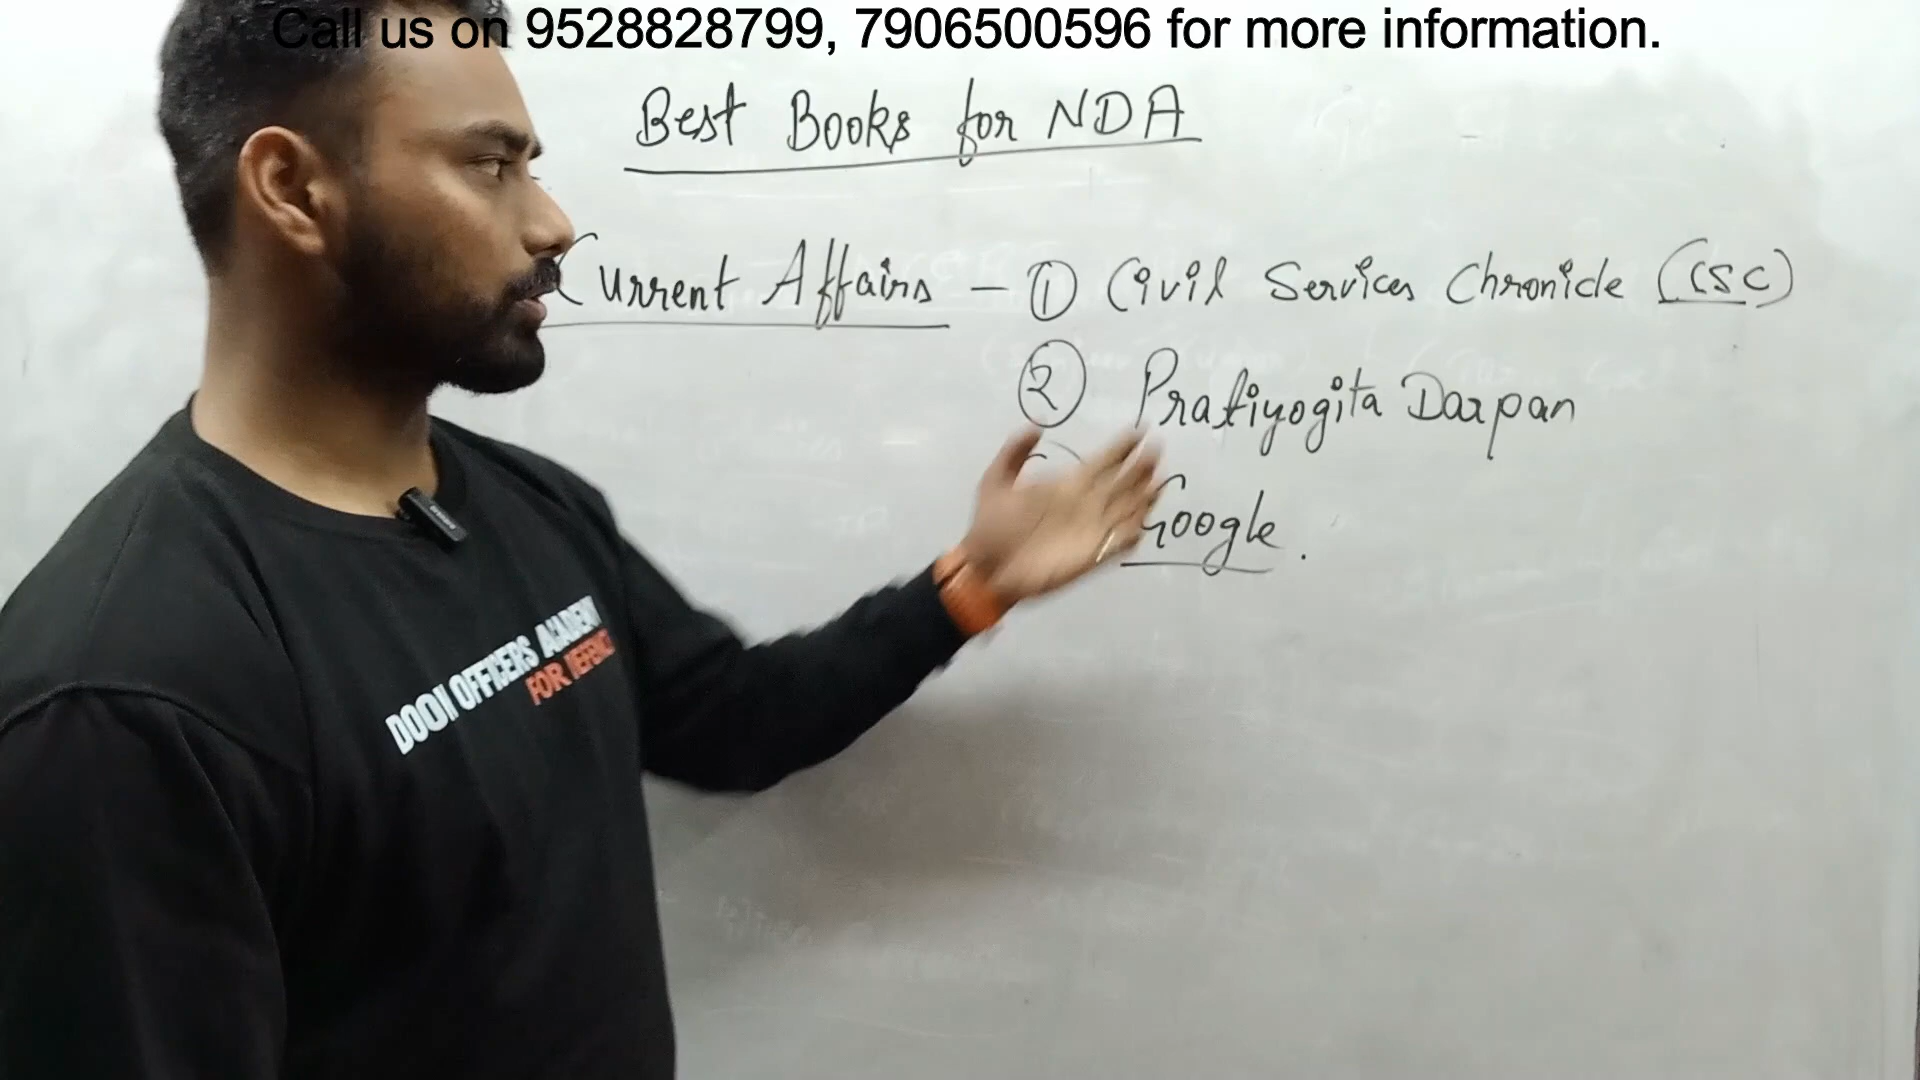 Call us on 9528828799, 7906500596 for more information.
Best Books for NDA
Current Affairs - ① Civil Services Chronicle (CSC)
② Pratiyogita Darpan
Google.
DOON OFFICERS ACADEMY
FOR DEFENCE